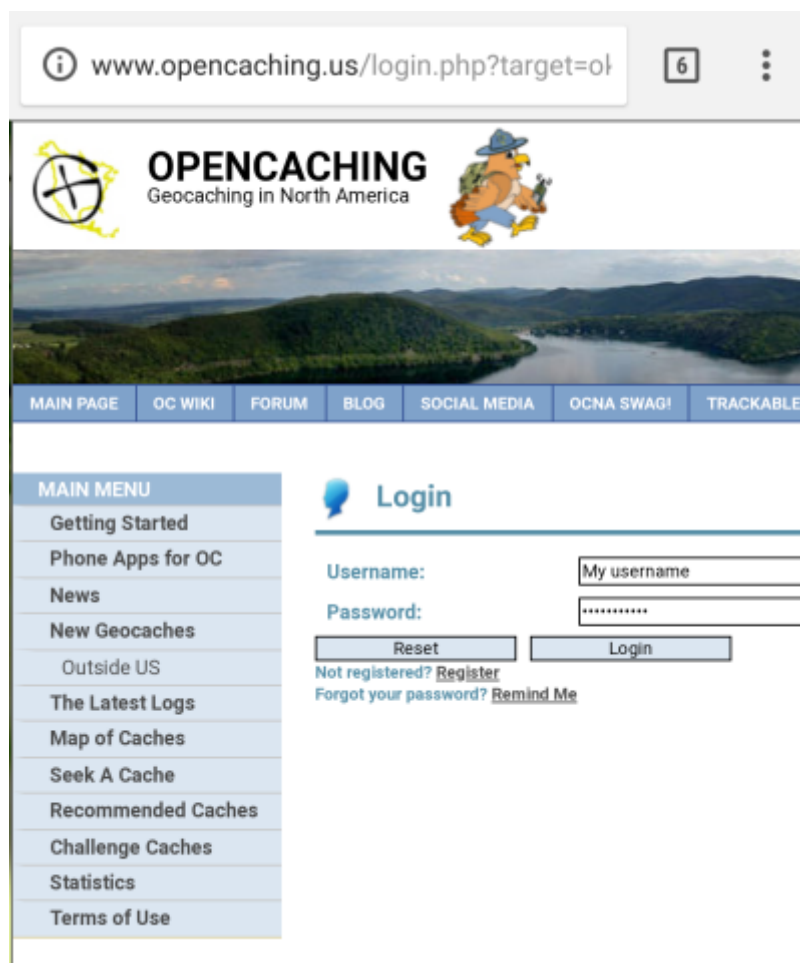 www.opencaching.us/login.php?target=ok
6
OPENCACHING
Geocaching in North America
MAIN PAGE OC WIKI FORUM BLOG SOCIAL MEDIA OCNA SWAG! TRACKABLE
MAIN MENU
Getting Started
Phone Apps for OC
News
New Geocaches
Outside US
The Latest Logs
Map of Caches
Seek A Cache
Recommended Caches
Challenge Caches
Statistics
Terms of Use
Login
Username: My username
Password: ···········
Reset Login
Not registered? Register
Forgot your password? Remind Me